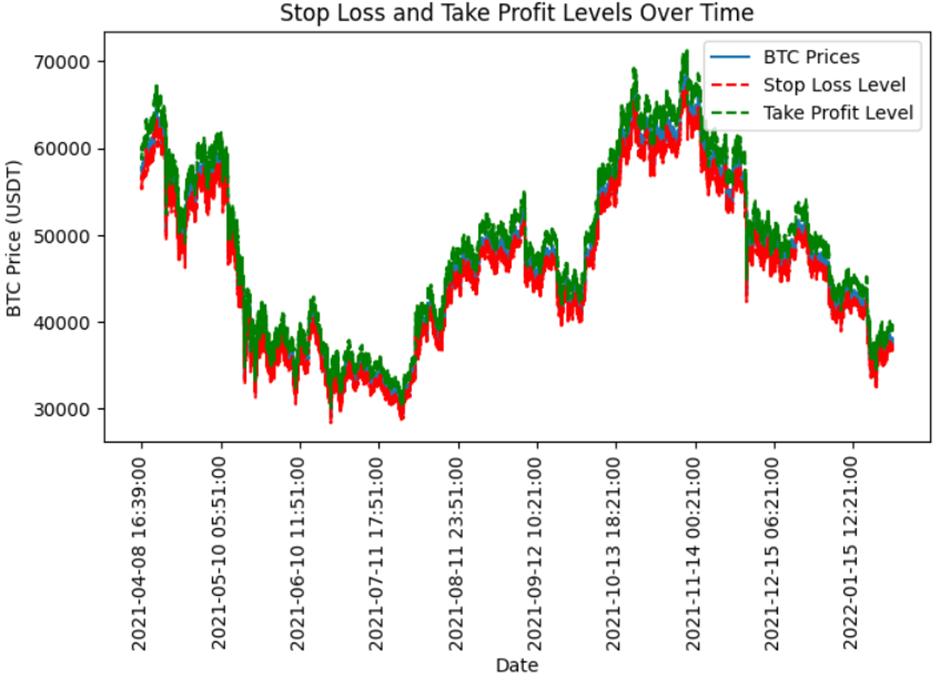 Stop Loss and Take Profit Levels Over Time
BTC Prices
Stop Loss Level
Take Profit Level
BTC Price (USDT)
70000
60000
50000
40000
30000
2021-04-08 16:39:00
2021-05-10 05:51:00
2021-06-10 11:51:00
2021-07-11 17:51:00
2021-08-11 23:51:00
2021-09-12 10:21:00
2021-10-13 18:21:00
2021-11-14 00:21:00
2021-12-15 06:21:00
2022-01-15 12:21:00
Date